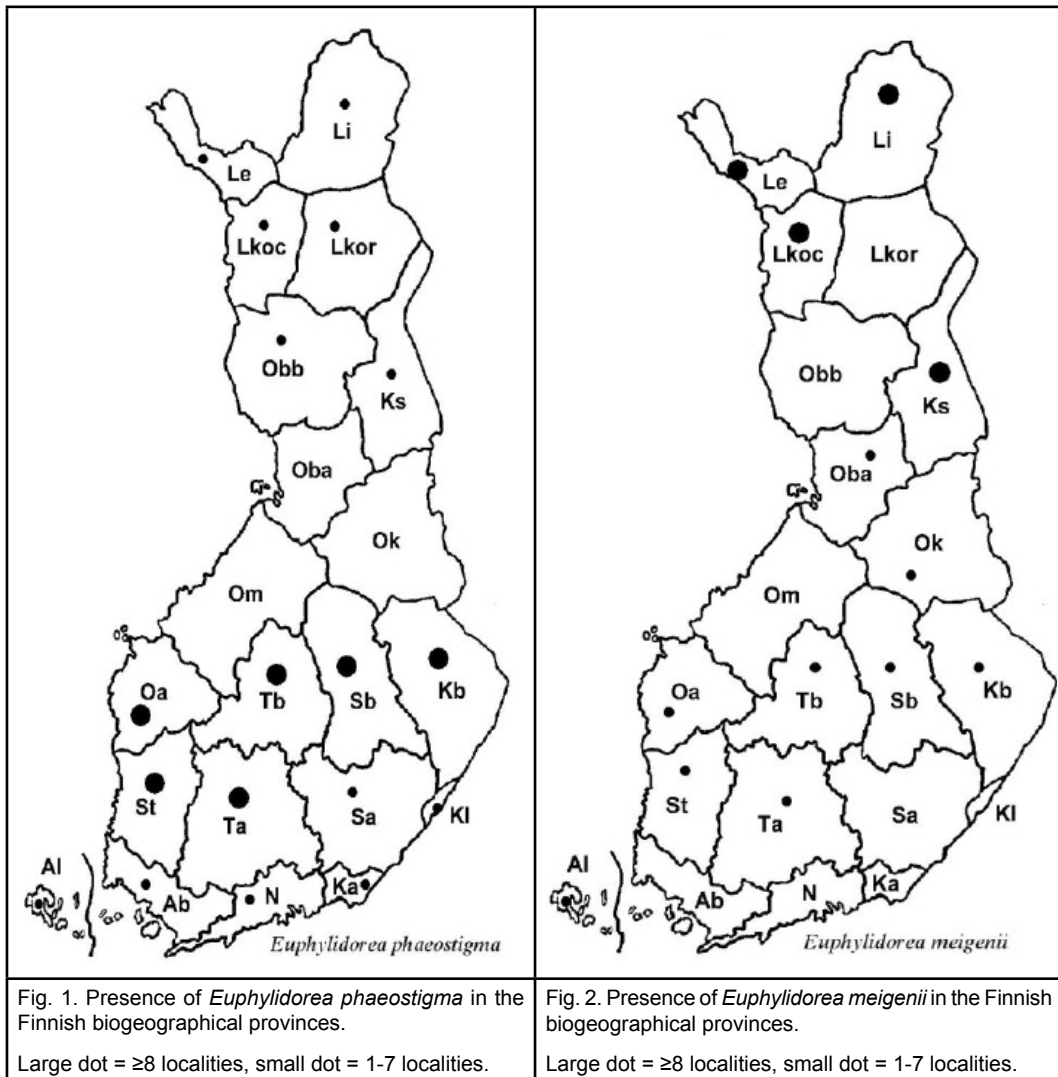 Li
Le
Lkoc
Lkor
Obb
Ks
Oba
Ok
Om
Oa
Tb
Sb
Kb
St
Ta
Sa
Kl
Al
Ab
N
Ka
Euphylidorea phaeostigma
Li
Le
Lkoc
Lkor
Obb
Ks
Oba
Ok
Om
Oa
Tb
Sb
Kb
St
Ta
Sa
Kl
Al
Ab
N
Ka
Euphylidorea meigenii
Fig. 1. Presence of Euphylidorea phaeostigma in the
Finnish biogeographical provinces.
Large dot = ≥8 localities, small dot = 1-7 localities.
Fig. 2. Presence of Euphylidorea meigenii in the Finnish
biogeographical provinces.
Large dot = ≥8 localities, small dot = 1-7 localities.